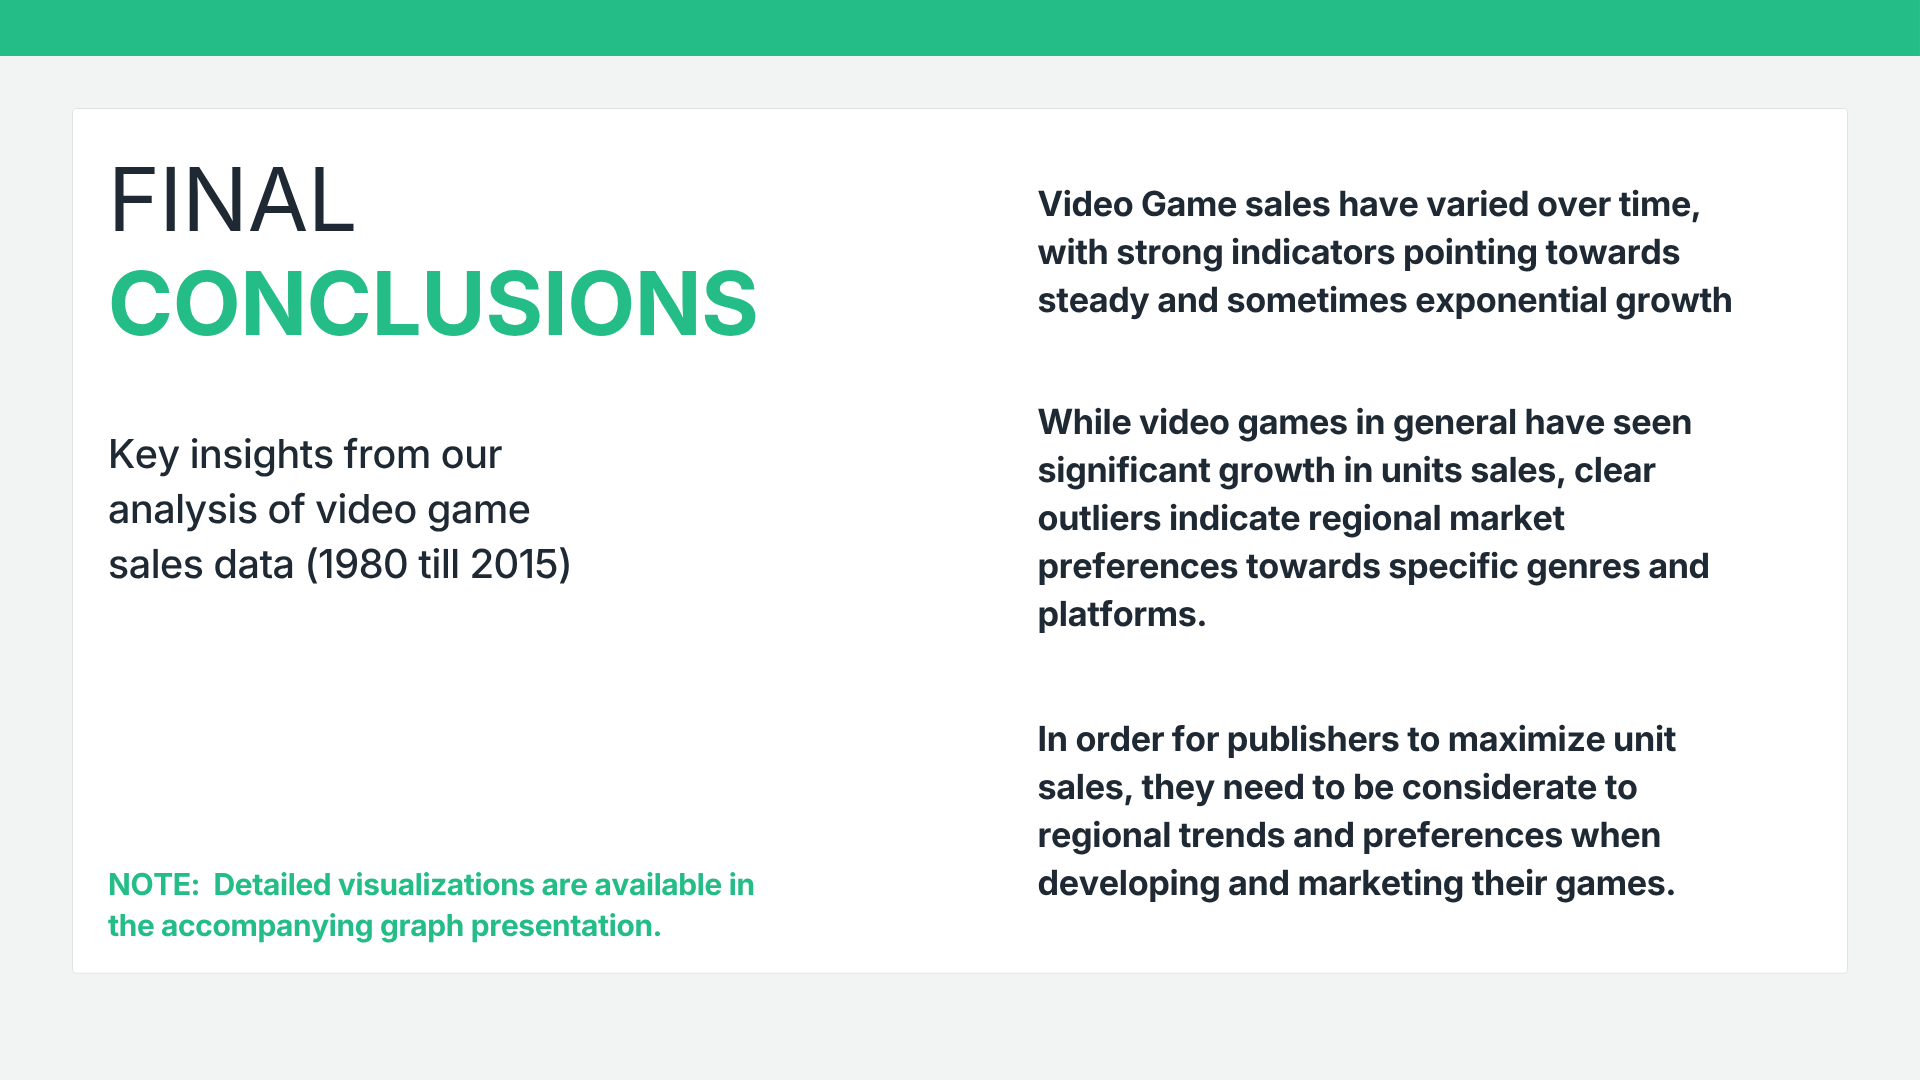 FINAL
CONCLUSIONS
Key insights from our
analysis of video game
sales data (1980 till 2015)
NOTE:  Detailed visualizations are available in
the accompanying graph presentation.
Video Game sales have varied over time,
with strong indicators pointing towards
steady and sometimes exponential growth
While video games in general have seen
significant growth in units sales, clear
outliers indicate regional market
preferences towards specific genres and
platforms.
In order for publishers to maximize unit
sales, they need to be considerate to
regional trends and preferences when
developing and marketing their games.